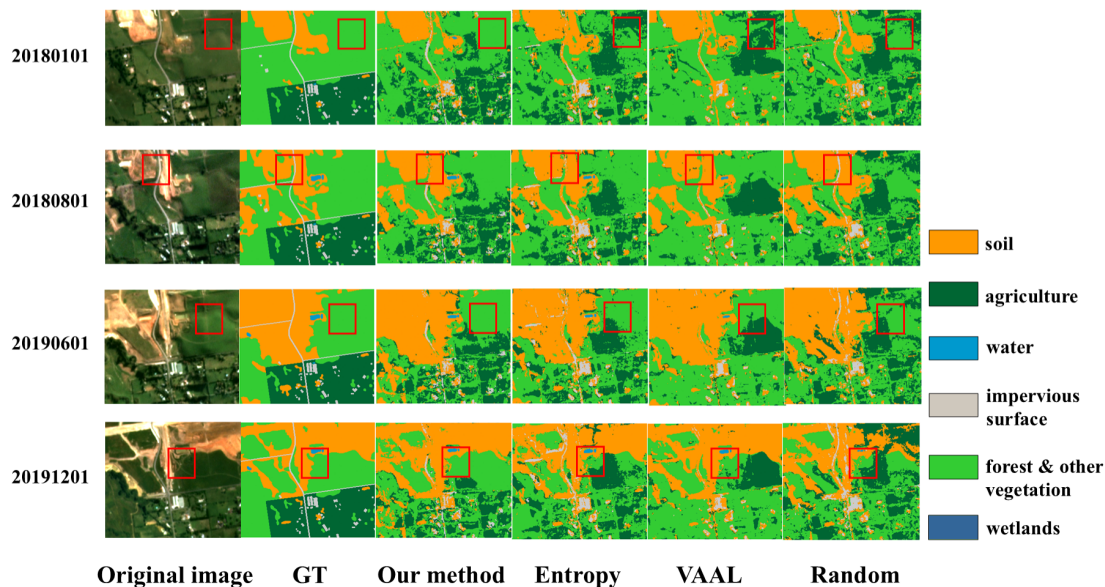 20180101
20180801
20190601
20191201
soil
agriculture
water
impervious
surface
forest & other
vegetation
wetlands
Original image GT Our method Entropy VAAL Random